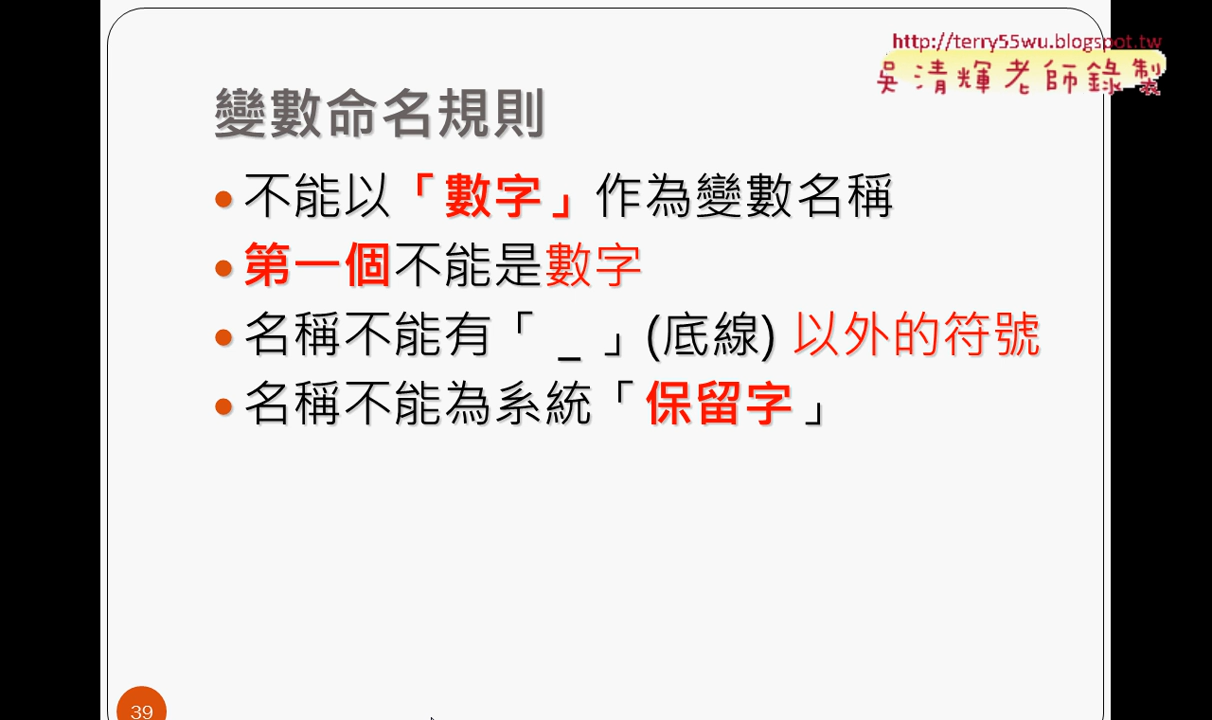 http://terry55wu.blogspot.tw
吳清輝老師錄製
變數命名規則
不能以「數字」作為變數名稱
第一個不能是數字
名稱不能有「 _ 」(底線) 以外的符號
名稱不能為系統「保留字」
39